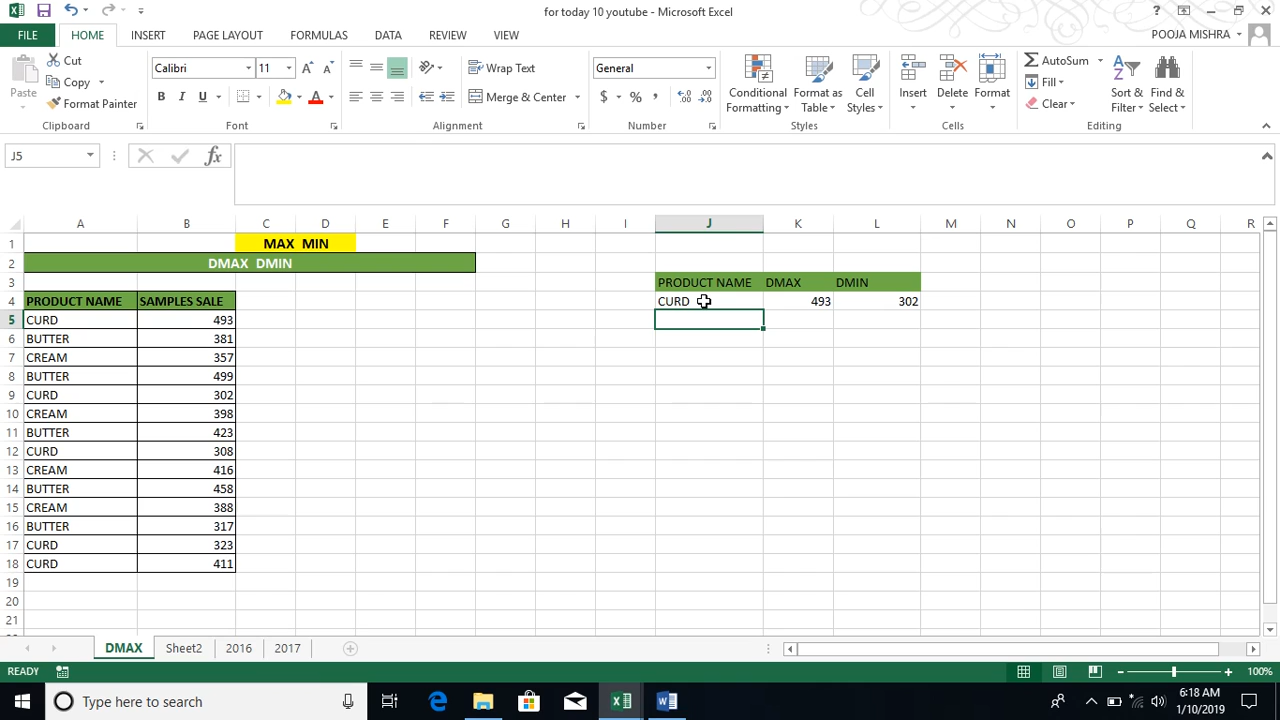 for today 10 youtube - Microsoft Excel
FILE HOME INSERT PAGE LAYOUT FORMULAS DATA REVIEW VIEW POOJA MISHRA
Paste
Cut
Copy
Format Painter
Clipboard
Calibri 11
B I U
Font
Wrap Text
Merge & Center
Alignment
General
$ % ,
Number
Conditional Formatting
Format as Table
Cell Styles
Styles
Insert Delete Format
Cells
AutoSum
Fill
Clear
Sort & Filter
Find & Select
Editing
J5
fx
A B C D E F G H I J K L M N O P Q R
1 MAX MIN
2 DMAX DMIN
3 PRODUCT NAME DMAX DMIN
4 PRODUCT NAME SAMPLES SALE CURD 493 302
5 CURD 493
6 BUTTER 381
7 CREAM 357
8 BUTTER 499
9 CURD 302
10 CREAM 398
11 BUTTER 423
12 CURD 308
13 CREAM 416
14 BUTTER 458
15 CREAM 388
16 BUTTER 317
17 CURD 323
18 CURD 411
19
20
21
DMAX Sheet2 2016 2017
READY 100%
Type here to search
6:18 AM
1/10/2019